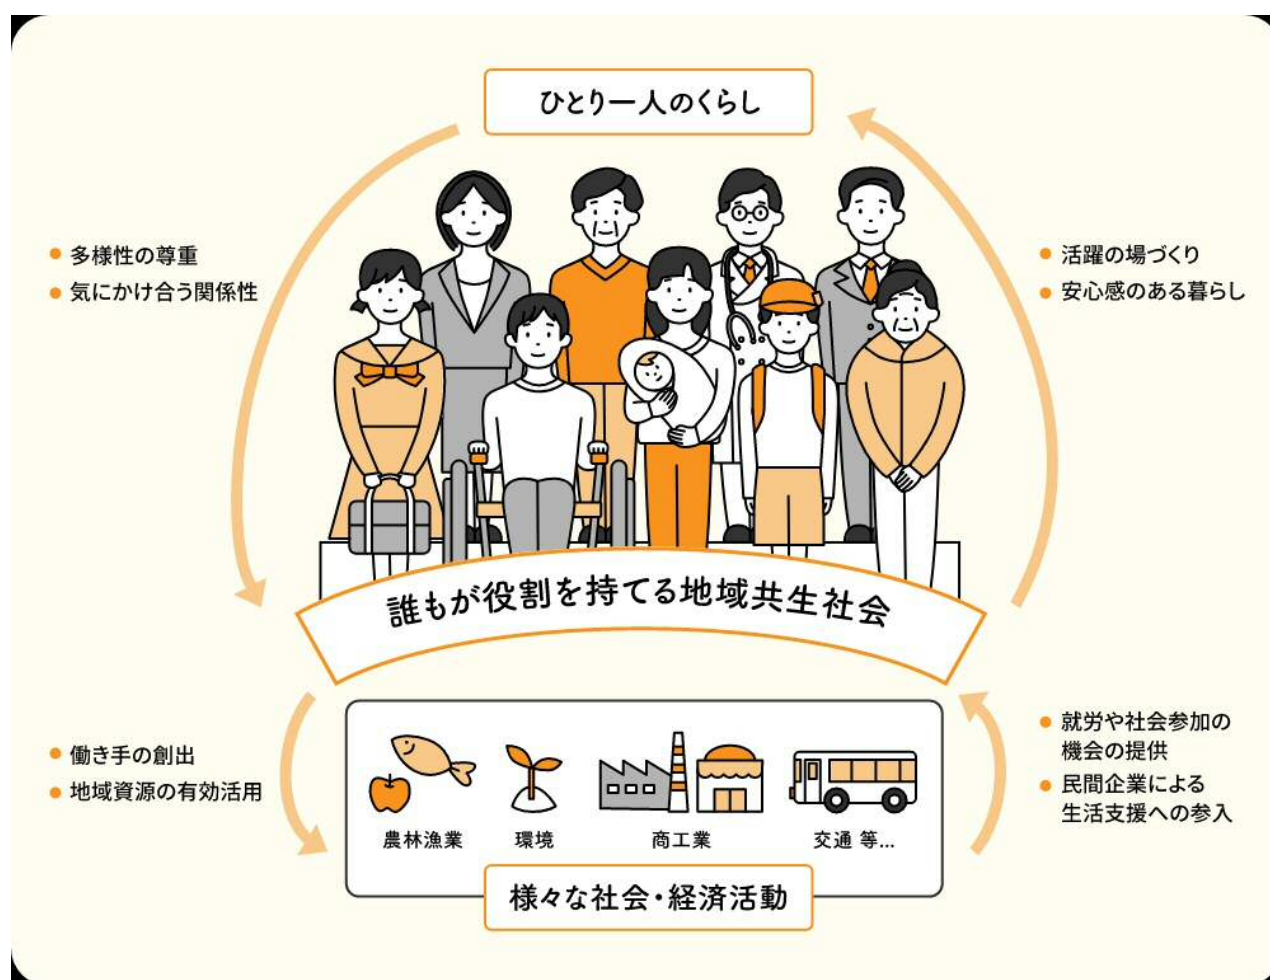 ひとり一人のくらし
多様性の尊重
気にかけ合う関係性
活躍の場づくり
安心感のある暮らし
誰もが役割を持てる地域共生社会
働き手の創出
地域資源の有効活用
就労や社会参加の
機会の提供
民間企業による
生活支援への参入
農林漁業
環境
商工業
交通 等...
様々な社会・経済活動